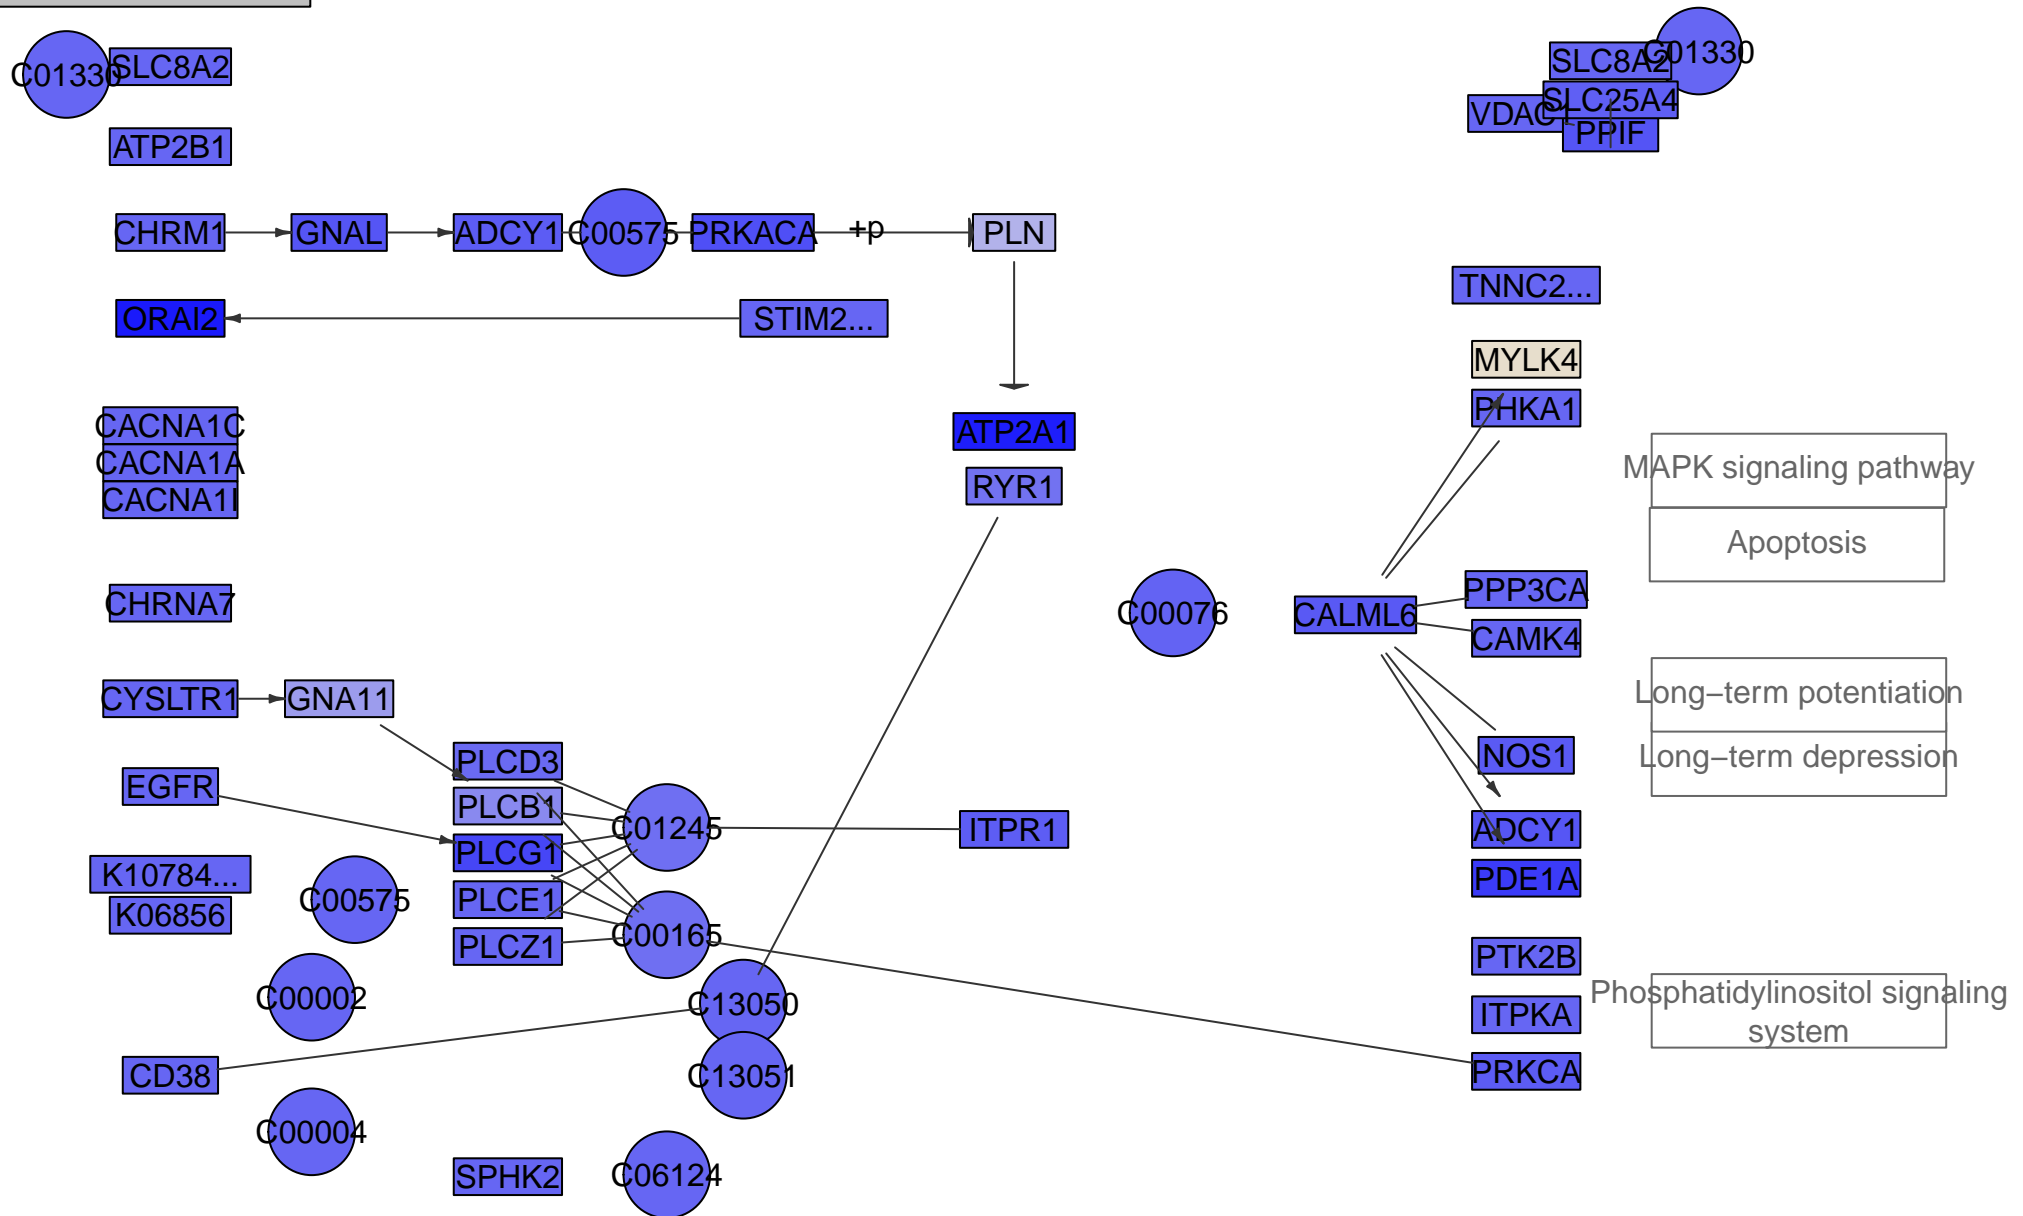 C01330
SLC8A2
SLC8A2
C01330
SLC25A4
VDAC1
PPIF
ATP2B1
CHRM1
GNAL
ADCY1
C00575
PRKACA
+p
PLN
TNNC2...
ORAI2
STIM2...
MYLK4
PHKA1
CACNA1C
CACNA1A
CACNA1I
ATP2A1
RYR1
MAPK signaling pathway
Apoptosis
CHRNA7
C00076
CALML6
PPP3CA
CAMK4
CYSLTR1
GNA11
Long–term potentiation
Long–term depression
NOS1
PLCD3
EGFR
PLCB1
C01245
ITPR1
ADCY1
PLCG1
PDE1A
K10784...
K06856
C00575
PLCE1
C00165
PLCZ1
PTK2B
C00002
C13050
ITPKA
Phosphatidylinositol signaling
system
CD38
C13051
PRKCA
C00004
SPHK2
C06124